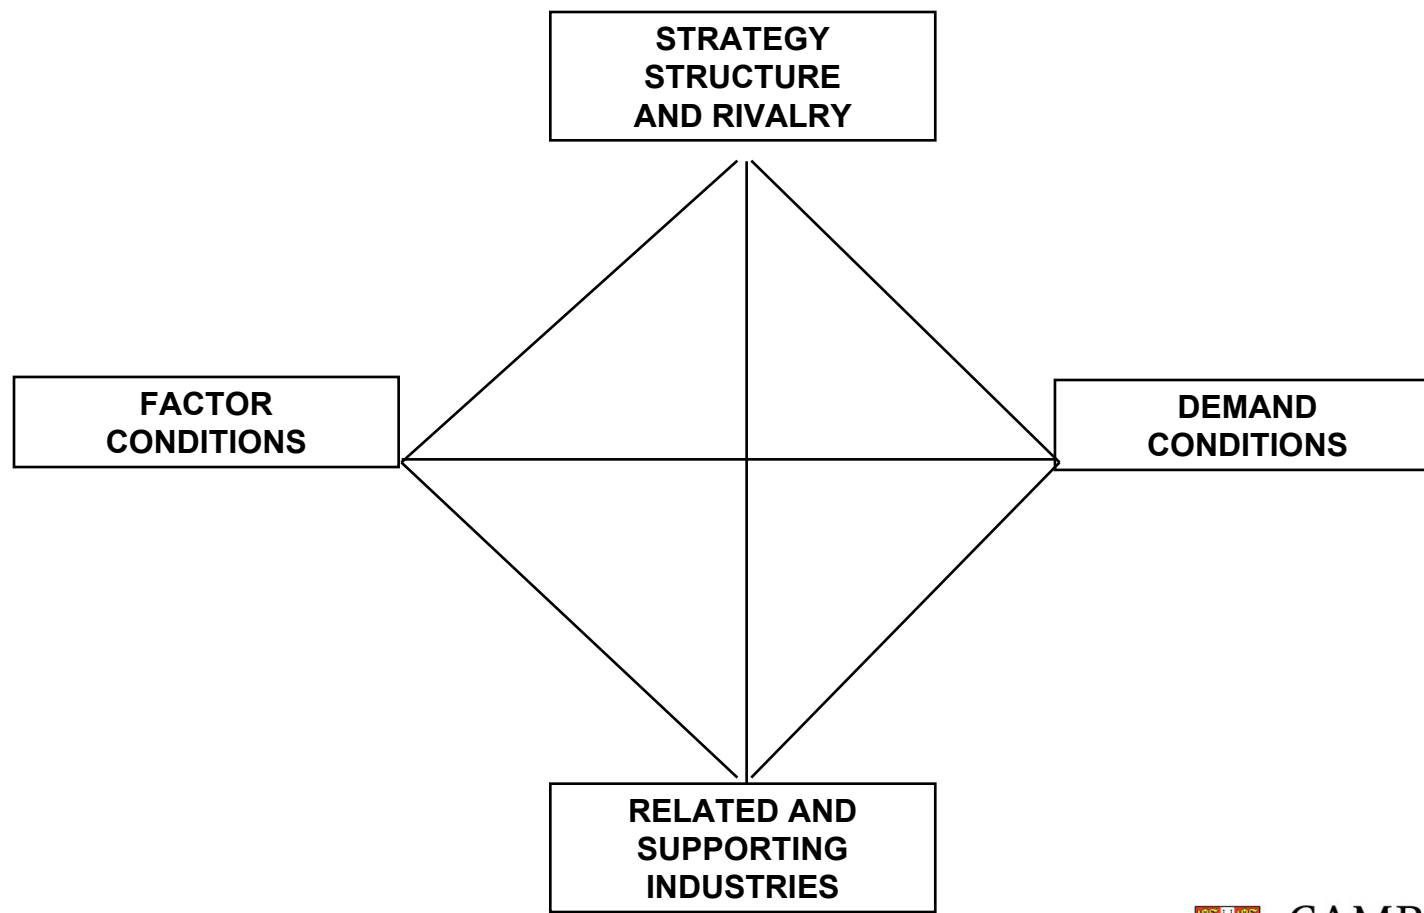 STRATEGY
STRUCTURE
AND RIVALRY
FACTOR
CONDITIONS
DEMAND
CONDITIONS
RELATED AND
SUPPORTING
INDUSTRIES